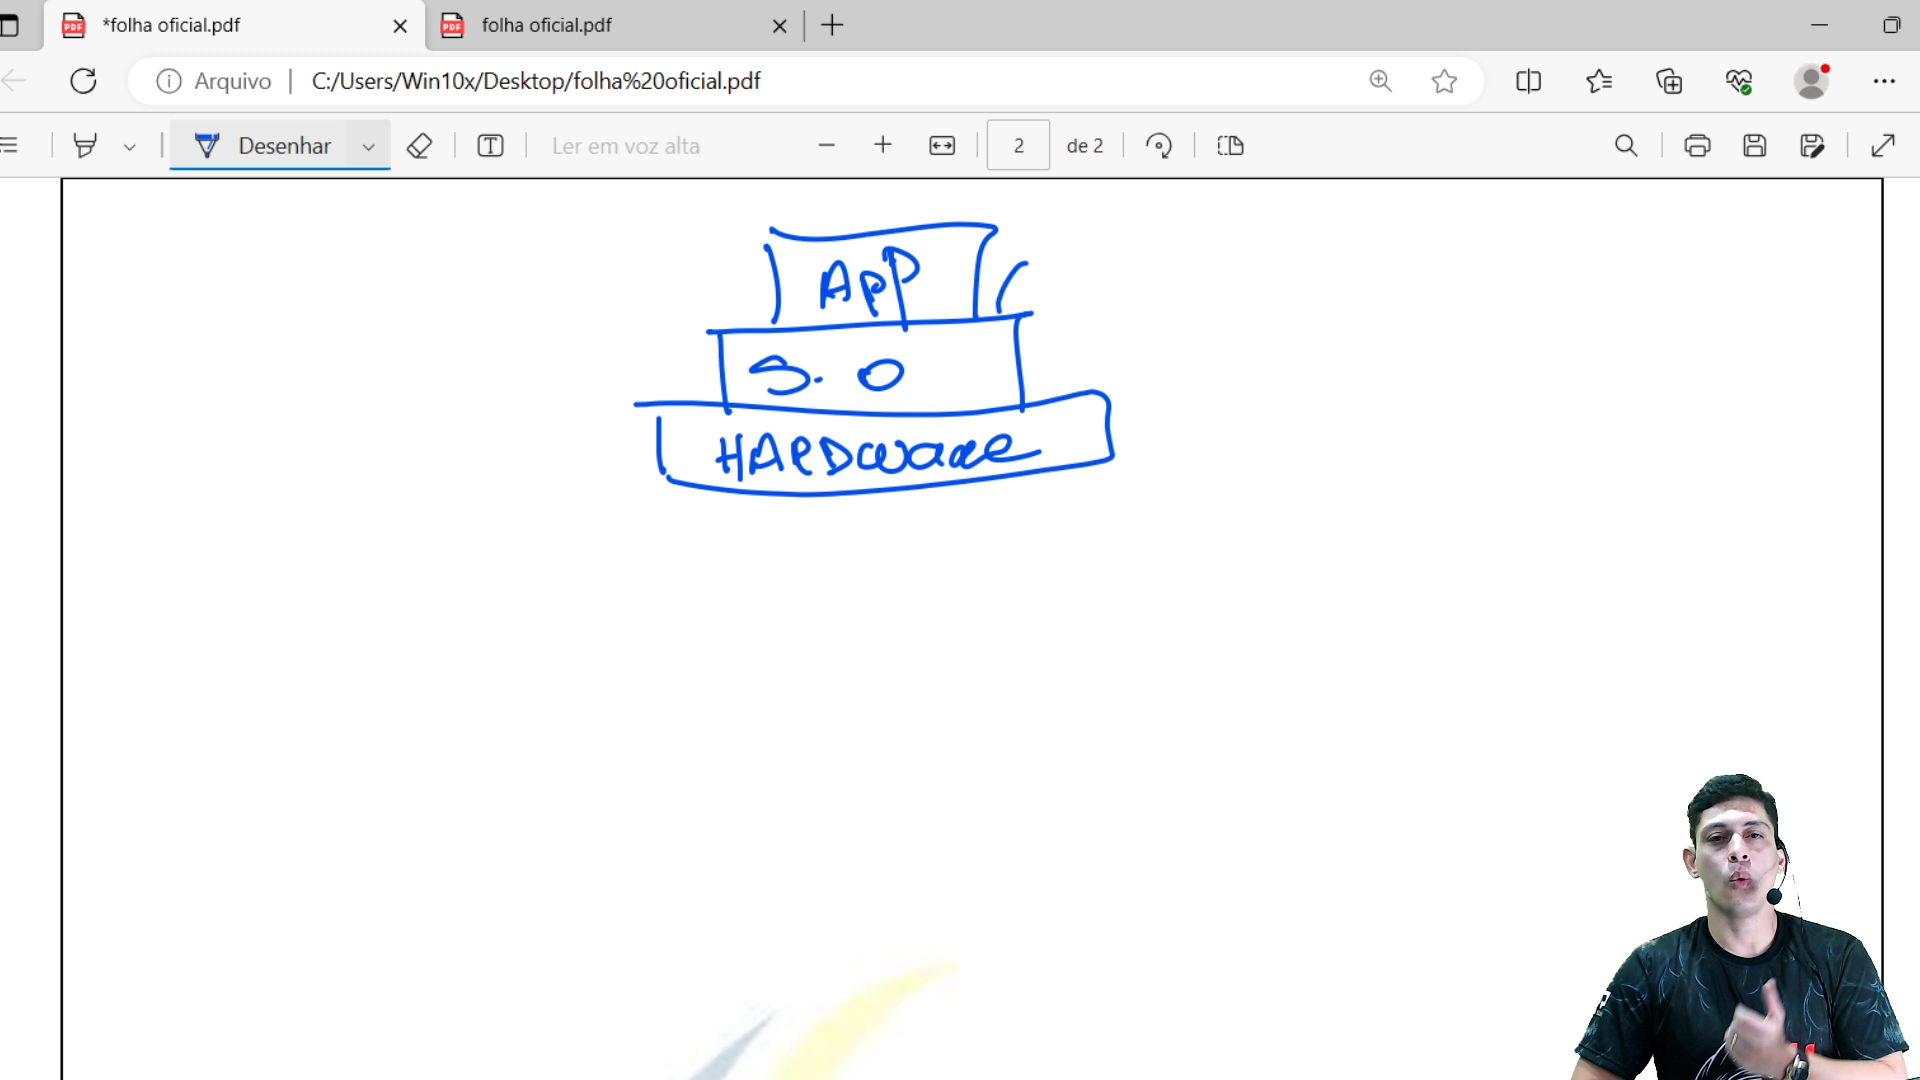 *folha oficial.pdf
folha oficial.pdf
Arquivo
C:/Users/Win10x/Desktop/folha%20oficial.pdf
Desenhar
Ler em voz alta
2
de 2
App
S. O
HARDware